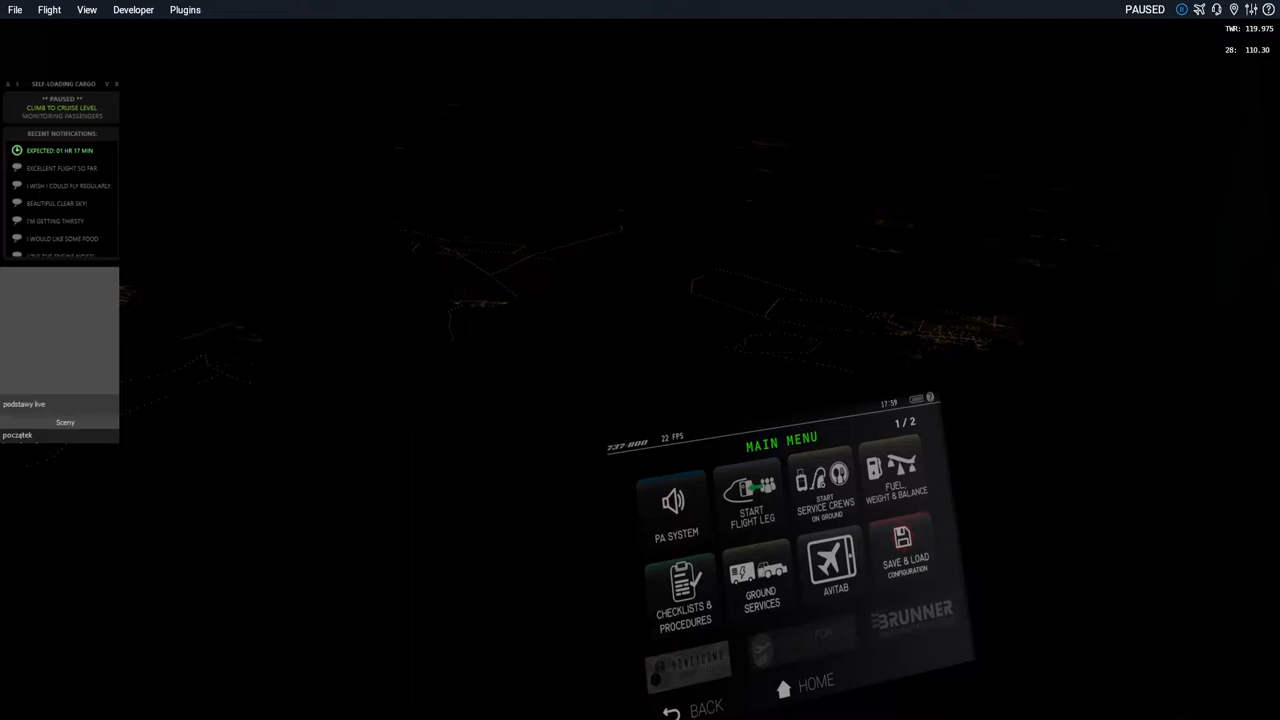 File Flight View Developer Plugins
PAUSED
TWR: 119.975
28: 110.30
SELF-LOADING CARGO
** PAUSED **
CLIMB TO CRUISE LEVEL
MONITORING PASSENGERS
RECENT NOTIFICATIONS:
EXPECTED: 01 HR 17 MIN
EXCELLENT FLIGHT SO FAR
I WISH I COULD FLY REGULARLY.
BEAUTIFUL CLEAR SKY!
I'M GETTING THIRSTY
I WOULD LIKE SOME FOOD
podstawy live
Sceny
początek
737-800
22 FPS
17:59
MAIN MENU
1/2
PA SYSTEM
START
FLIGHT LEG
START
SERVICE CREWS
ON GROUND
FUEL,
WEIGHT & BALANCE
CHECKLISTS &
PROCEDURES
GROUND
SERVICES
AVITAB
SAVE & LOAD
CONFIGURATION
HONEYCOMB
BRUNNER
BACK
HOME